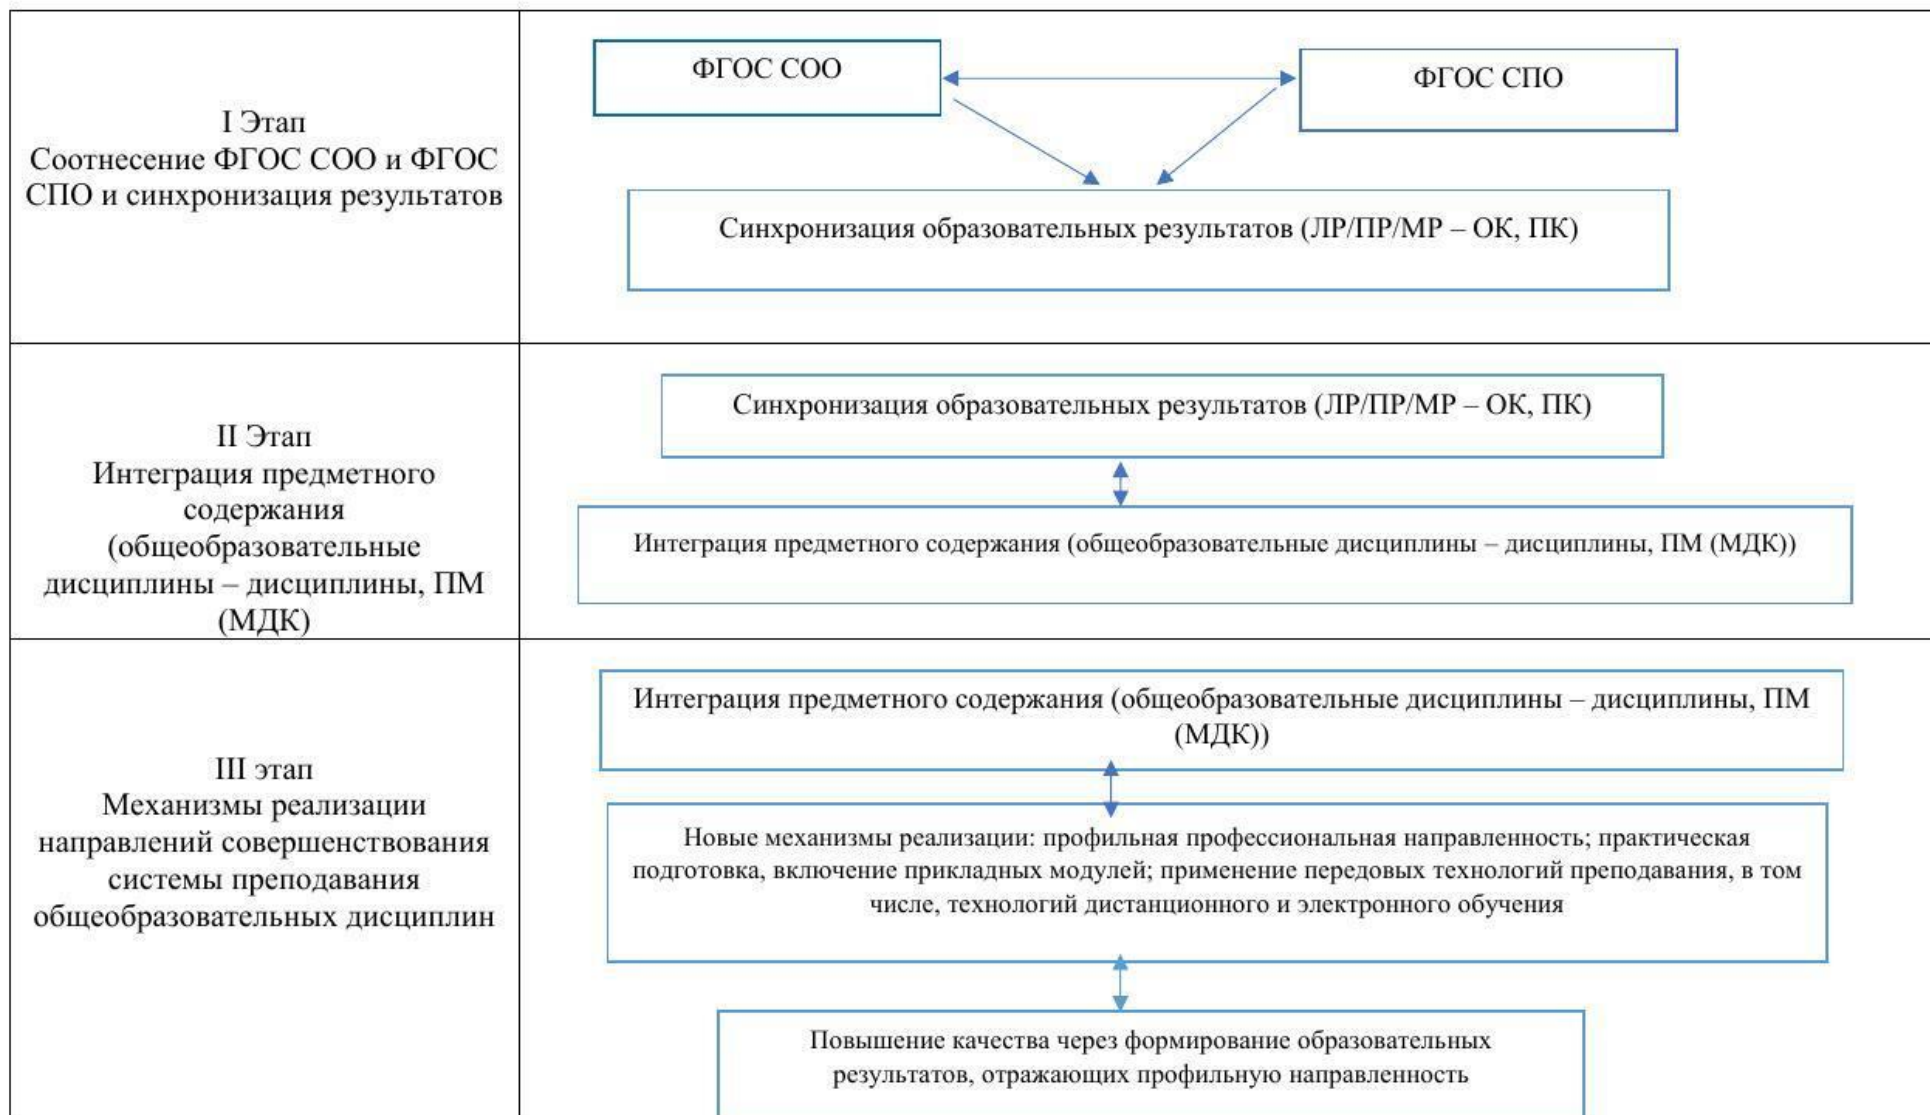 I Этап
Соотнесение ФГОС СОО и ФГОС
СПО и синхронизация результатов
ФГОС СОО
ФГОС СПО
Синхронизация образовательных результатов (ЛР/ПР/МР – ОК, ПК)
II Этап
Интеграция предметного
содержания
(общеобразовательные
дисциплины – дисциплины, ПМ
(МДК)
Синхронизация образовательных результатов (ЛР/ПР/МР – ОК, ПК)
Интеграция предметного содержания (общеобразовательные дисциплины – дисциплины, ПМ (МДК))
III этап
Механизмы реализации
направлений совершенствования
системы преподавания
общеобразовательных дисциплин
Интеграция предметного содержания (общеобразовательные дисциплины – дисциплины, ПМ
(МДК))
Новые механизмы реализации: профильная профессиональная направленность; практическая
подготовка, включение прикладных модулей; применение передовых технологий преподавания, в том
числе, технологий дистанционного и электронного обучения
Повышение качества через формирование образовательных
результатов, отражающих профильную направленность